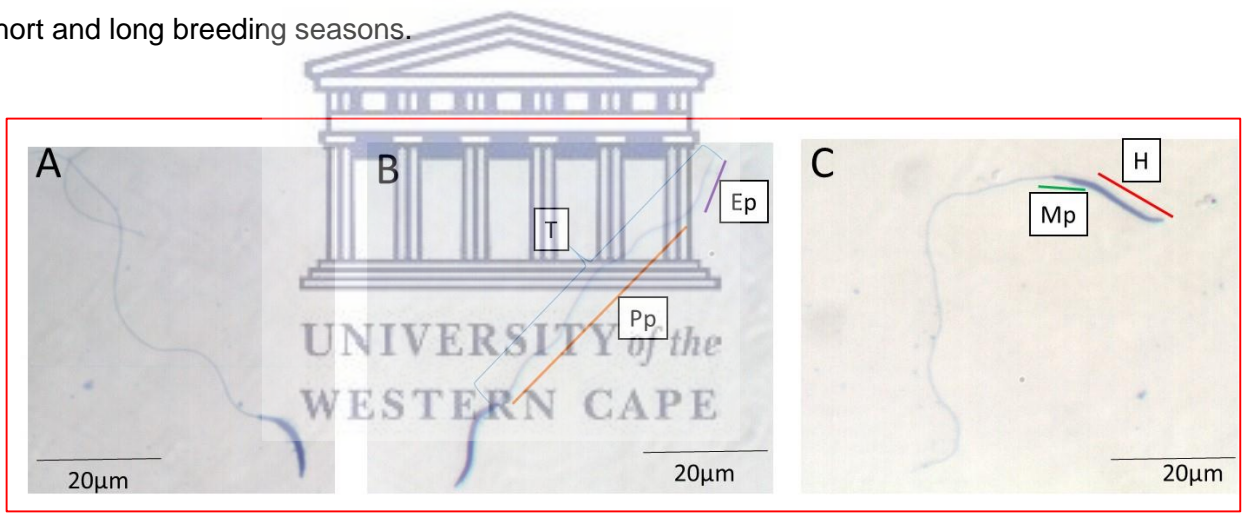 hort and long breeding seasons.
A
B
C
T
Ep
Pp
H
Mp
UNIVERSITY of the
WESTERN CAPE
20µm
20µm
20µm